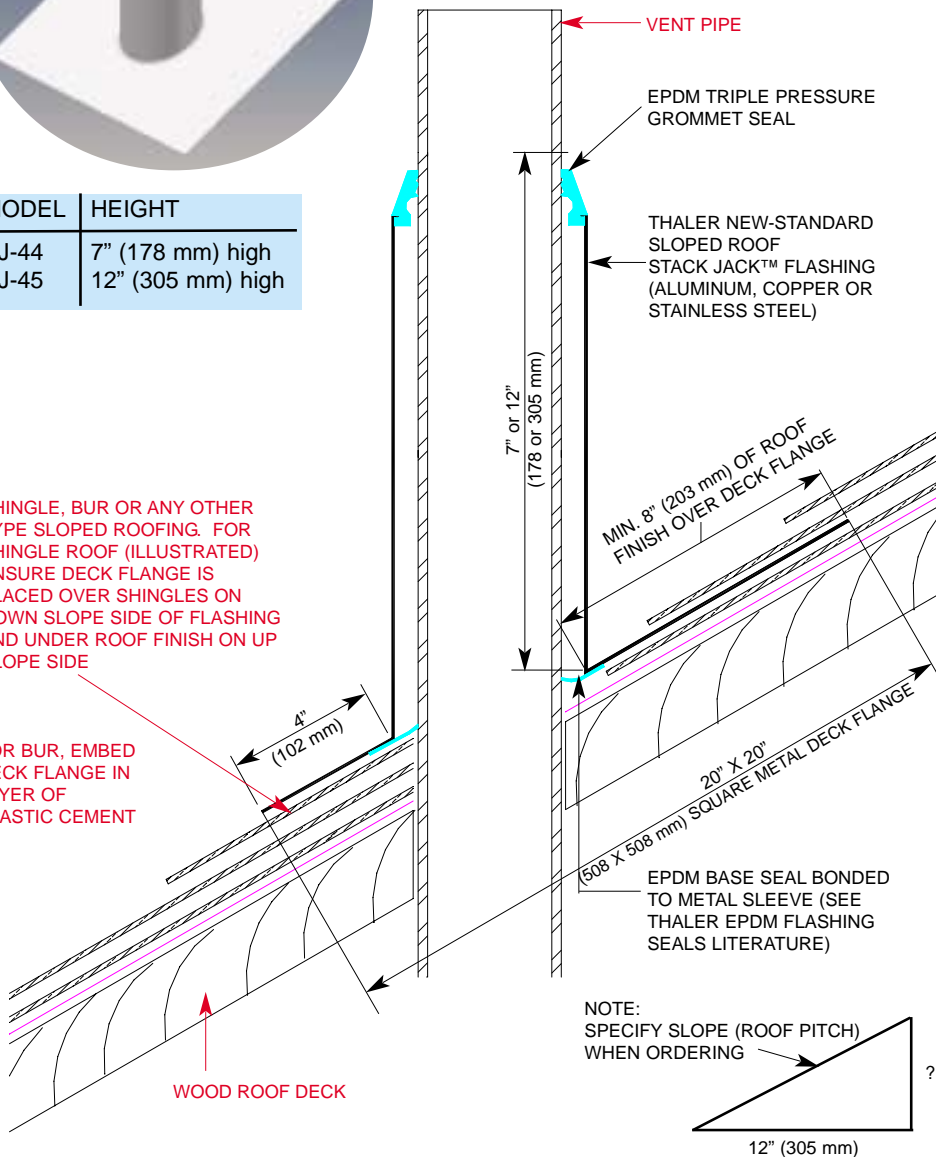 VENT PIPE
EPDM TRIPLE PRESSURE
GROMMET SEAL
ODEL HEIGHT
J-44 7” (178 mm) high
J-45 12” (305 mm) high
THALER NEW-STANDARD
SLOPED ROOF
STACK JACK™ FLASHING
(ALUMINUM, COPPER OR
STAINLESS STEEL)
7” or 12”
(178 or 305 mm)
MIN. 8” (203 mm) OF ROOF
FINISH OVER DECK FLANGE
HINGLE, BUR OR ANY OTHER
YPE SLOPED ROOFING. FOR
HINGLE ROOF (ILLUSTRATED)
NSURE DECK FLANGE IS
LACED OVER SHINGLES ON
OWN SLOPE SIDE OF FLASHING
ND UNDER ROOF FINISH ON UP
LOPE SIDE
4”
(102 mm)
OR BUR, EMBED
ECK FLANGE IN
YER OF
ASTIC CEMENT
20” X 20”
(508 X 508 mm) SQUARE METAL DECK FLANGE
EPDM BASE SEAL BONDED
TO METAL SLEEVE (SEE
THALER EPDM FLASHING
SEALS LITERATURE)
NOTE:
SPECIFY SLOPE (ROOF PITCH)
WHEN ORDERING
?
12” (305 mm)
WOOD ROOF DECK